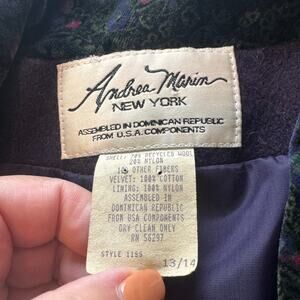 Andrea Marin
NEW YORK
ASSEMBLED IN DOMINICAN REPUBLIC
FROM U.S.A. COMPONENTS
SHELL: 70% RECYCLED WOOL
20% NYLON
10% OTHER FIBERS
VELVET: 100% COTTON
LINING: 100% NYLON
ASSEMBLED IN
DOMINICAN REPUBLIC
FROM USA COMPONENTS
DRY CLEAN ONLY
RN 56297
STYLE 1155
13/14